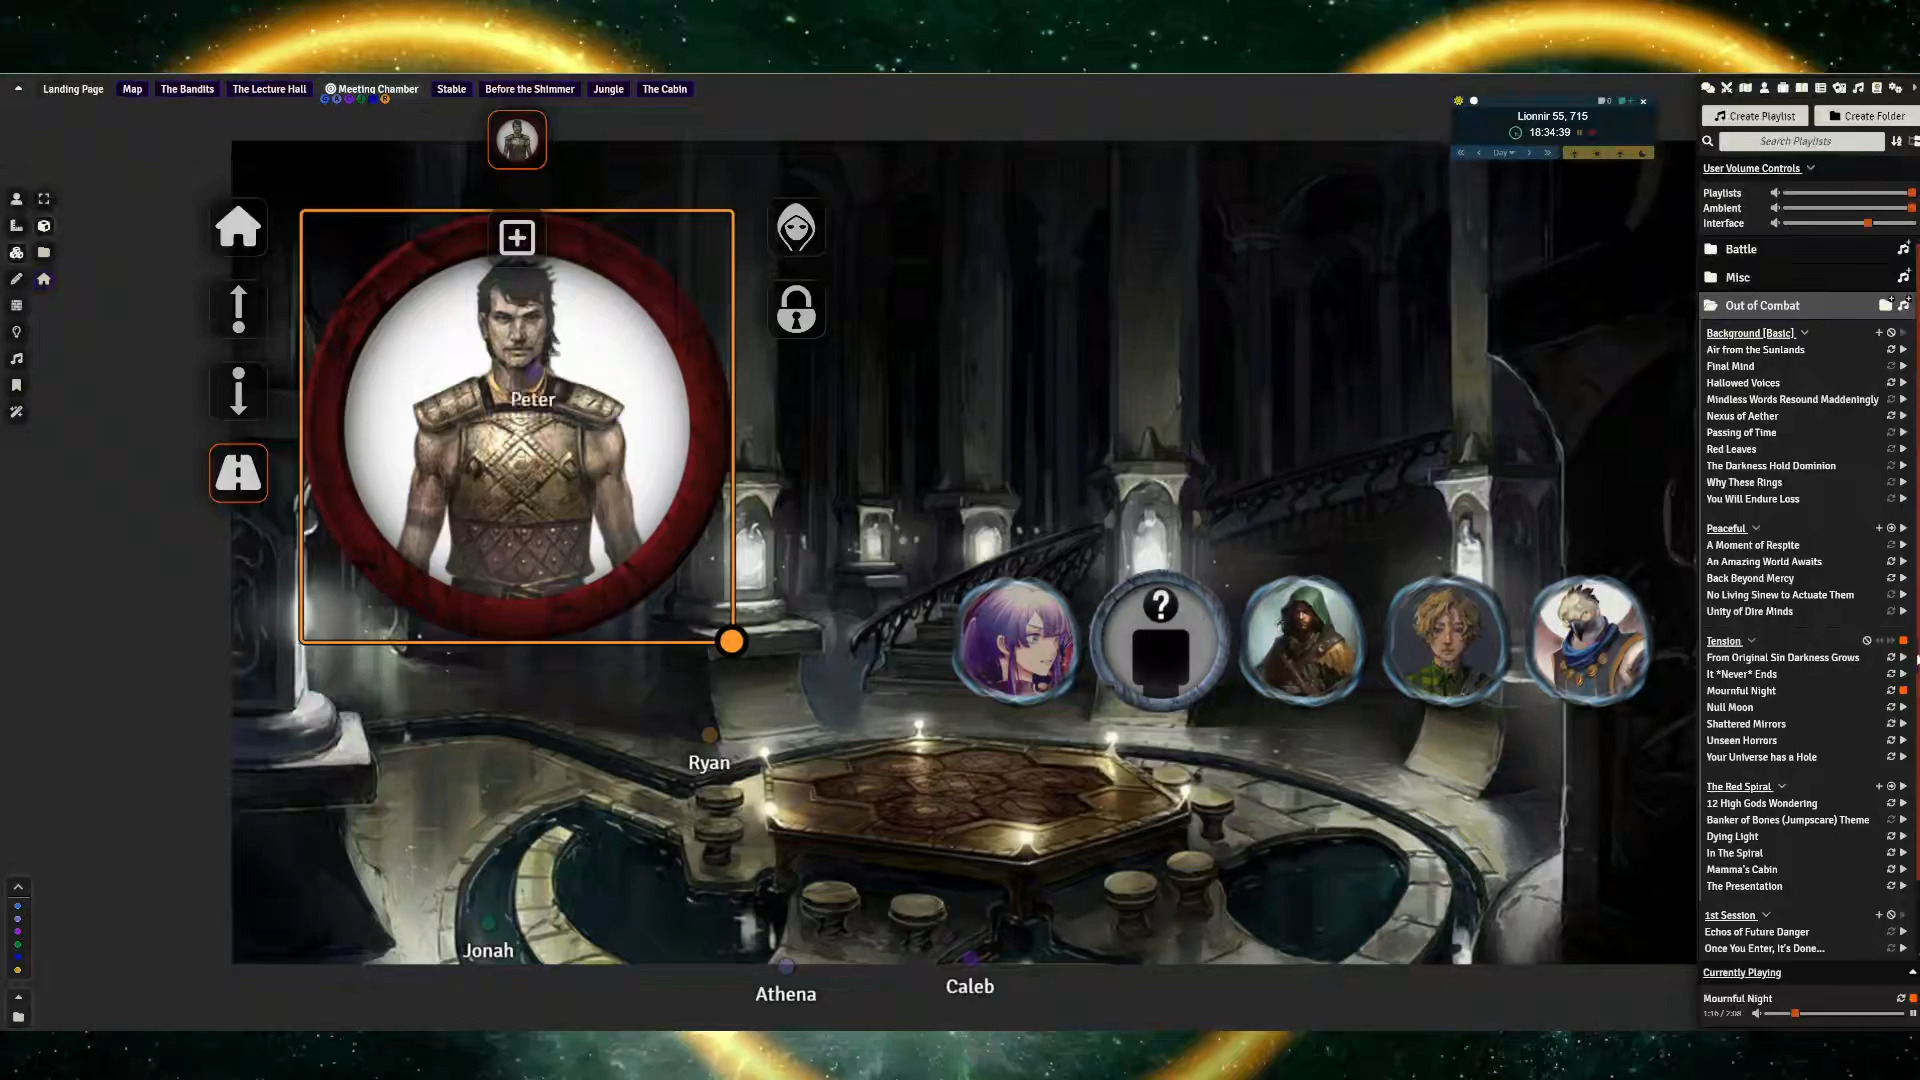 Landing Page
Map
The Bandits
The Lecture Hall
Meeting Chamber
Stable
Before the Shimmer
Jungle
The Cabin
Lionnir 55, 715
18:34:39
Day
Create Playlist
Create Folder
Search Playlists
User Volume Controls
Playlists
Ambient
Interface
Battle
Misc
Out of Combat
Background [Basic]
Air from the Sunlands
Final Mind
Hallowed Voices
Mindless Words Resound Maddeningly
Nexus of Aether
Passing of Time
Red Leaves
The Darkness Hold Dominion
Why These Rings
You Will Endure Loss
Peaceful
A Moment of Respite
An Amazing World Awaits
Back Beyond Mercy
No Living Sinew to Actuate Them
Unity of Dire Minds
Tension
From Original Sin Darkness Grows
It *Never* Ends
Mournful Night
Null Moon
Shattered Mirrors
Unseen Horrors
Your Universe has a Hole
The Red Spiral
12 High Gods Wondering
Banker of Bones (Jumpscare) Theme
Dying Light
In The Spiral
Mamma's Cabin
The Presentation
1st Session
Echos of Future Danger
Once You Enter, It's Done...
Currently Playing
Mournful Night
1:16 / 2:08
Peter
?
Ryan
Jonah
Athena
Caleb